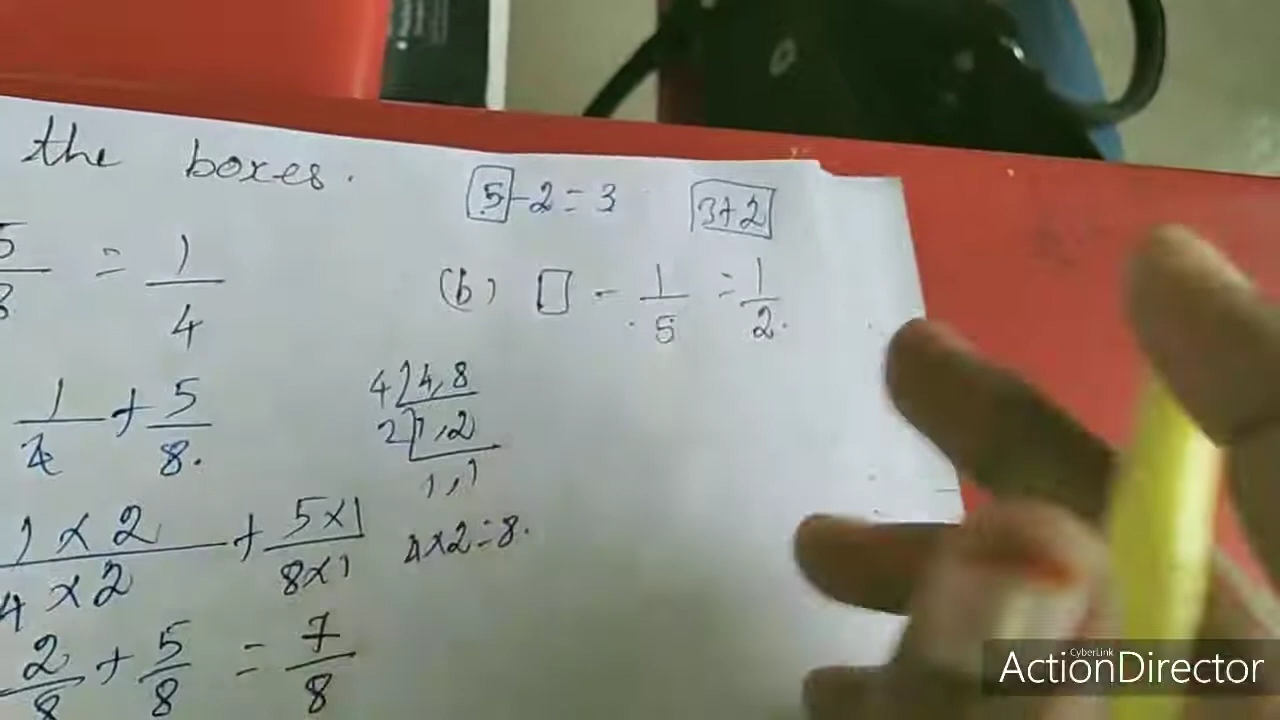 the boxes.
5-2=3 3+2
5/8 = 1/4
(b) □ - 1/5 = 1/2
1/4 + 5/8.
4)4,8
2)1,2
1,1
1×2/4×2 + 5×1/8×1
4×2=8.
2/8 + 5/8 = 7/8
CyberLink
ActionDirector